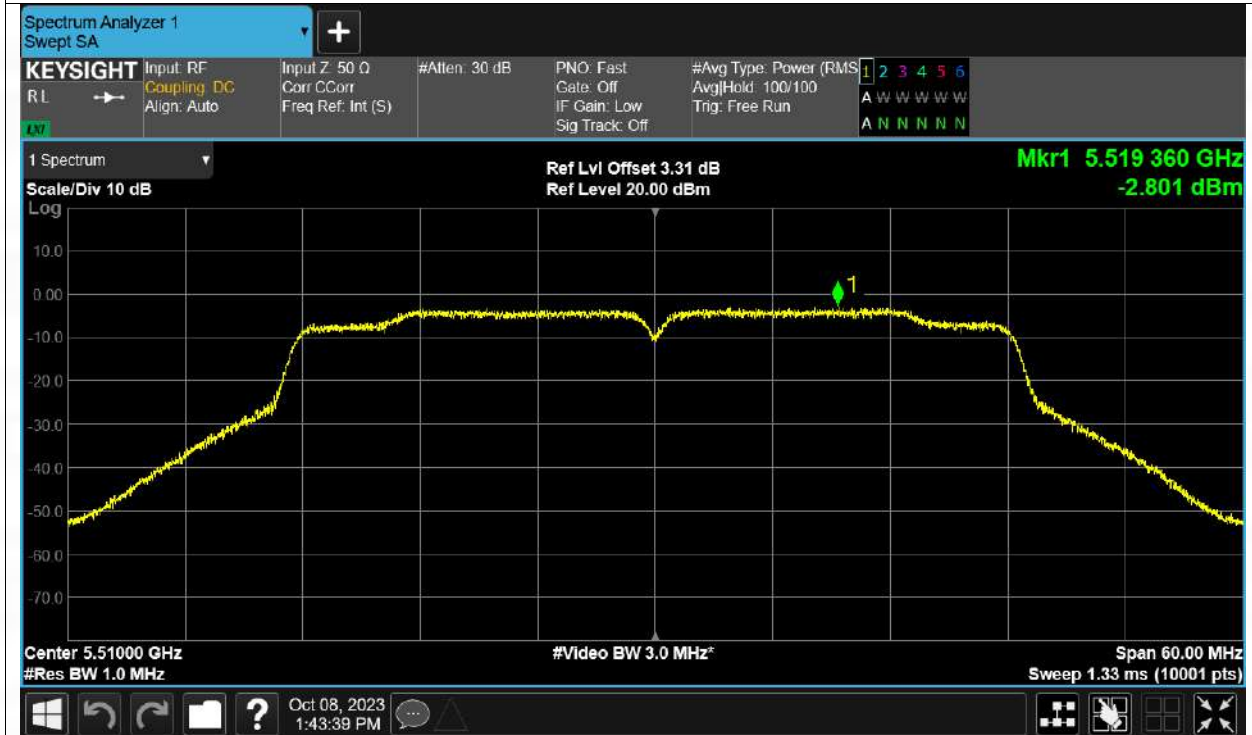 Spectrum Analyzer 1
Swept SA
+
KEYSIGHT
RL
LXI
Input: RF
Coupling: DC
Align: Auto
Input Z: 50 Ω
Corr CCorr
Freq Ref: Int (S)
#Atten: 30 dB
PNO: Fast
Gate: Off
IF Gain: Low
Sig Track: Off
#Avg Type: Power (RMS
Avg|Hold: 100/100
Trig: Free Run
1 2 3 4 5 6
A W W W W W
A N N N N N
1 Spectrum
Scale/Div 10 dB
Log
Ref Lvl Offset 3.31 dB
Ref Level 20.00 dBm
Mkr1 5.519 360 GHz
-2.801 dBm
10.0
0.00
-10.0
-20.0
-30.0
-40.0
-50.0
-60.0
-70.0
1
Center 5.51000 GHz
#Res BW 1.0 MHz
#Video BW 3.0 MHz*
Span 60.00 MHz
Sweep 1.33 ms (10001 pts)
?
Oct 08, 2023
1:43:39 PM